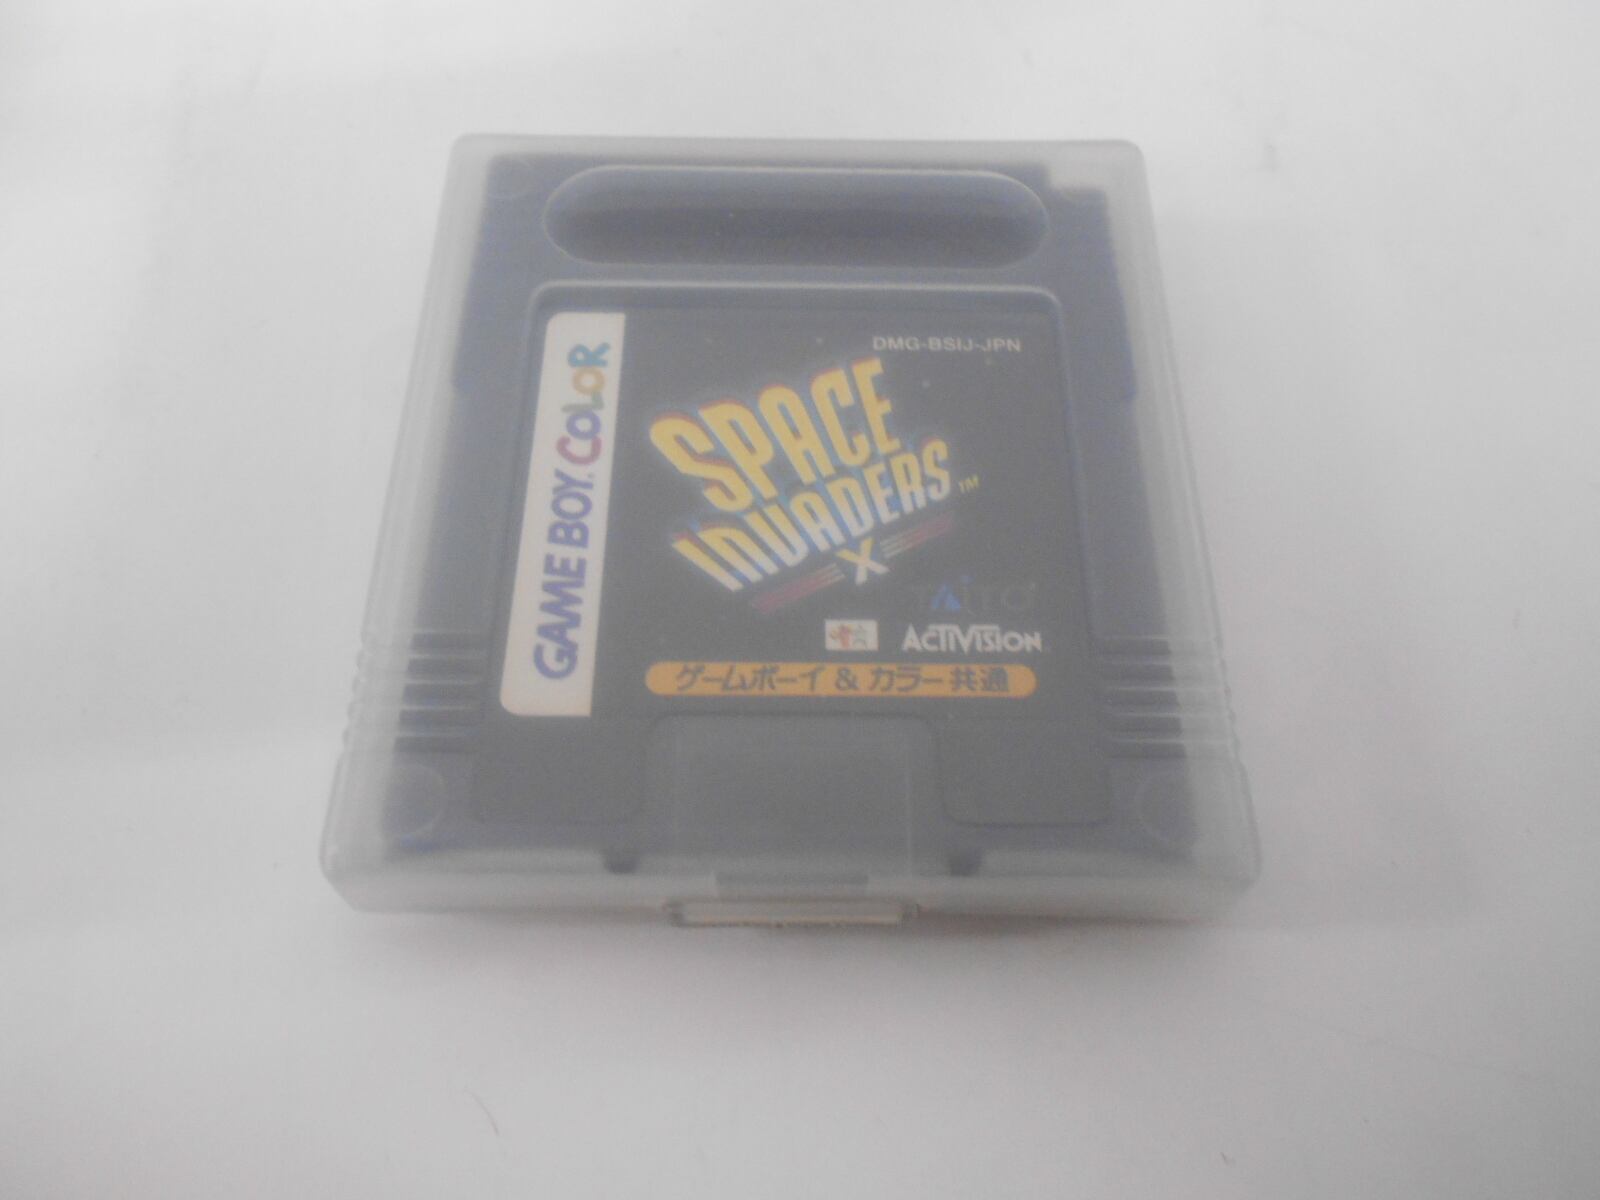 GAME BOY COLOR
DMG-BSIJ-JPN
SPACE
INVADERS™
X
TAITO
ACTIVISION
ゲームボーイ & カラー共通